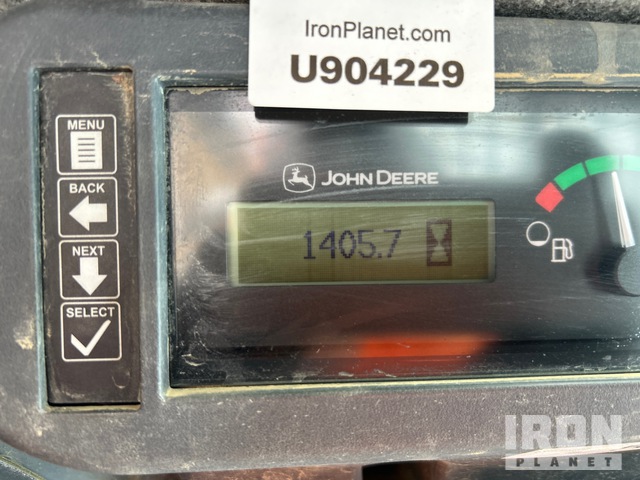 IronPlanet.com
U904229
MENU
BACK
NEXT
SELECT
JOHN DEERE
1405.7
IRON
PLANET